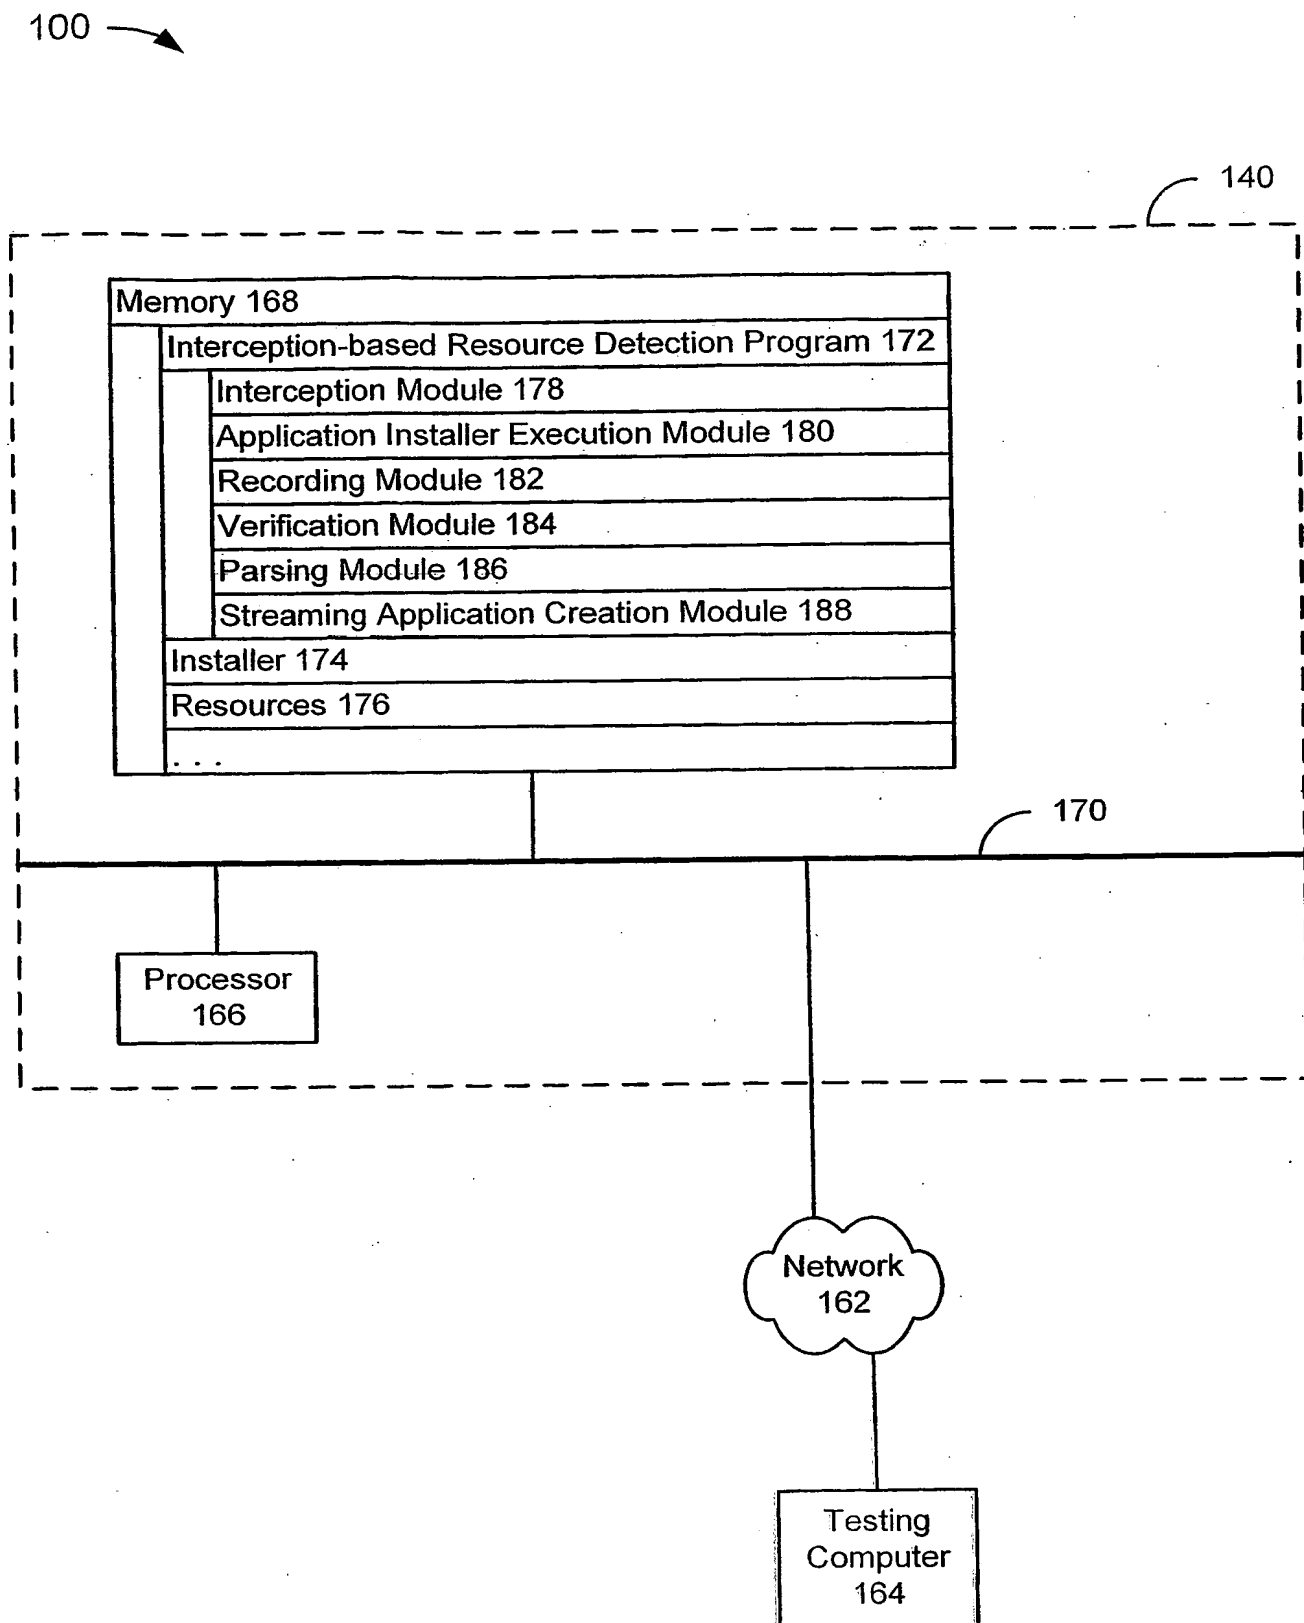 100
140
Memory 168
Interception-based Resource Detection Program 172
Interception Module 178
Application Installer Execution Module 180
Recording Module 182
Verification Module 184
Parsing Module 186
Streaming Application Creation Module 188
Installer 174
Resources 176
. . .
170
Processor
166
Network
162
Testing
Computer
164